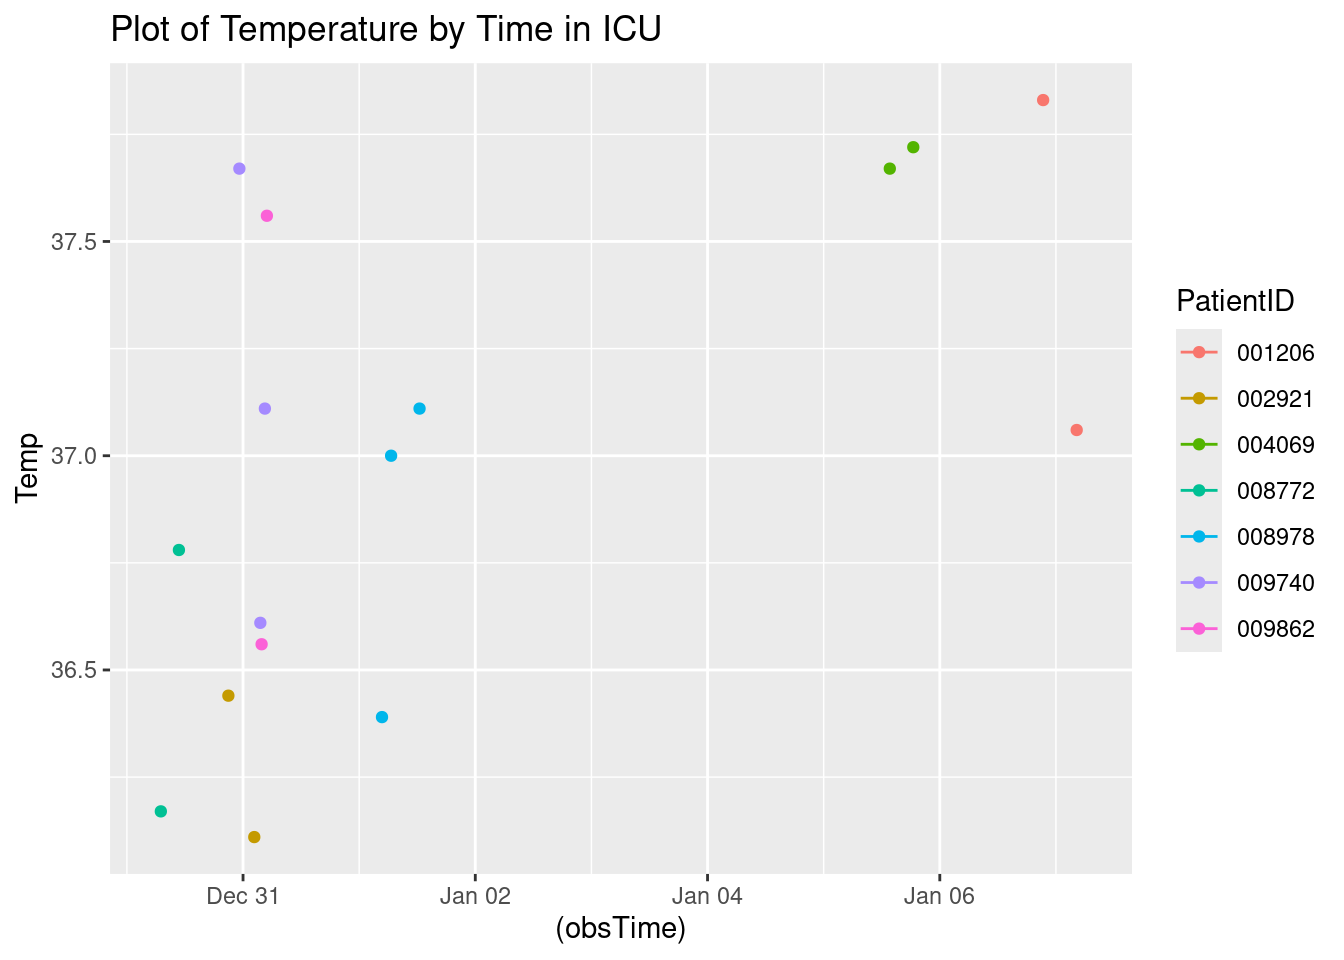 Plot of Temperature by Time in ICU
37.5
37.0
36.5
Temp
Dec 31
Jan 02
Jan 04
Jan 06
(obsTime)
PatientID
001206
002921
004069
008772
008978
009740
009862